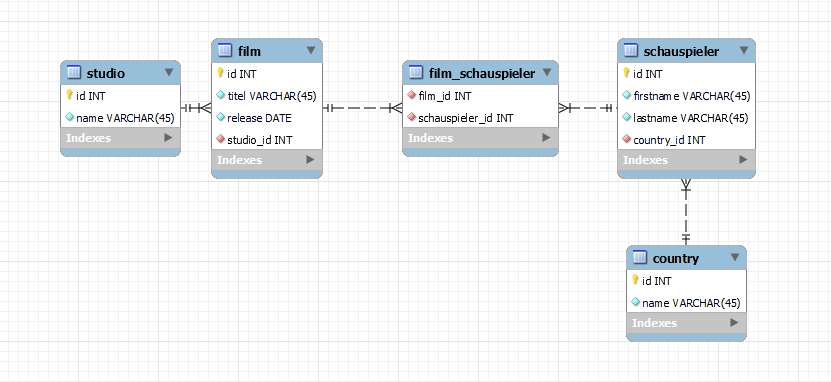 studio
id INT
name VARCHAR(45)
Indexes
film
id INT
titel VARCHAR(45)
release DATE
studio_id INT
Indexes
film_schauspieler
film_id INT
schauspieler_id INT
Indexes
schauspieler
id INT
firstname VARCHAR(45)
lastname VARCHAR(45)
country_id INT
Indexes
country
id INT
name VARCHAR(45)
Indexes